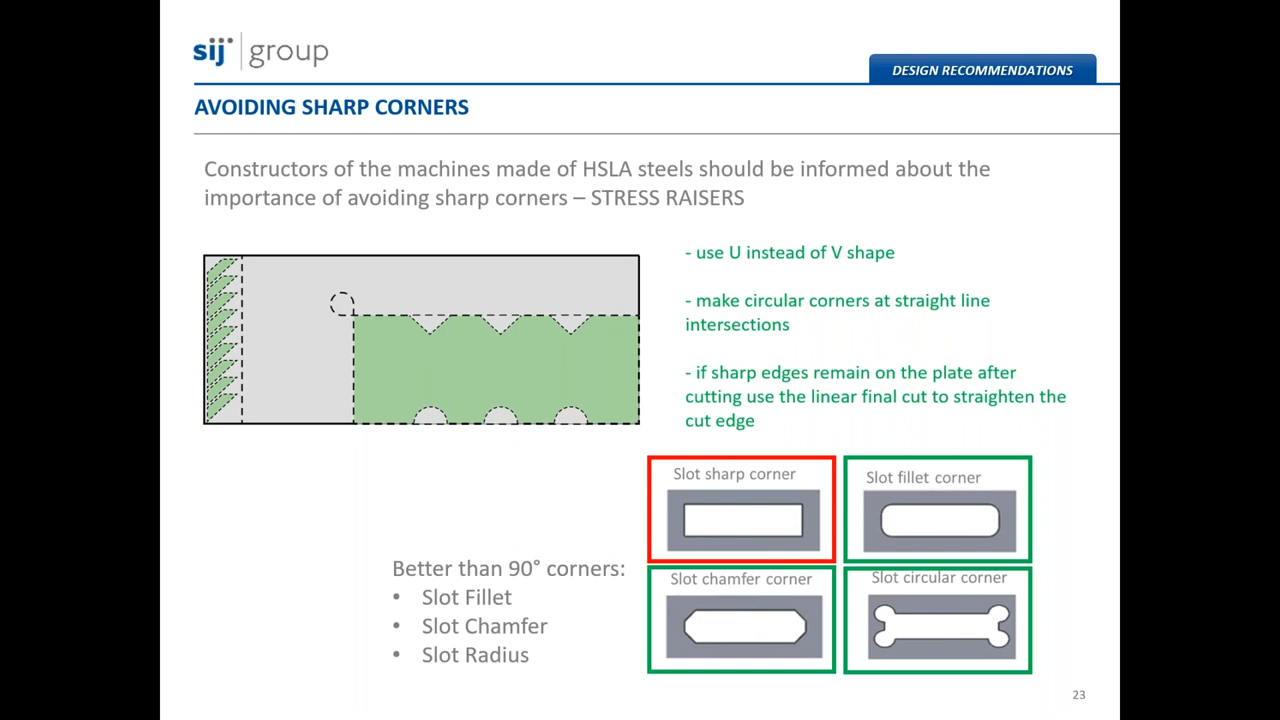 sij group
DESIGN RECOMMENDATIONS
AVOIDING SHARP CORNERS
Constructors of the machines made of HSLA steels should be informed about the
importance of avoiding sharp corners – STRESS RAISERS
- use U instead of V shape
- make circular corners at straight line
intersections
- if sharp edges remain on the plate after
cutting use the linear final cut to straighten the
cut edge
Slot sharp corner
Slot fillet corner
Slot chamfer corner
Slot circular corner
Better than 90° corners:
• Slot Fillet
• Slot Chamfer
• Slot Radius
23